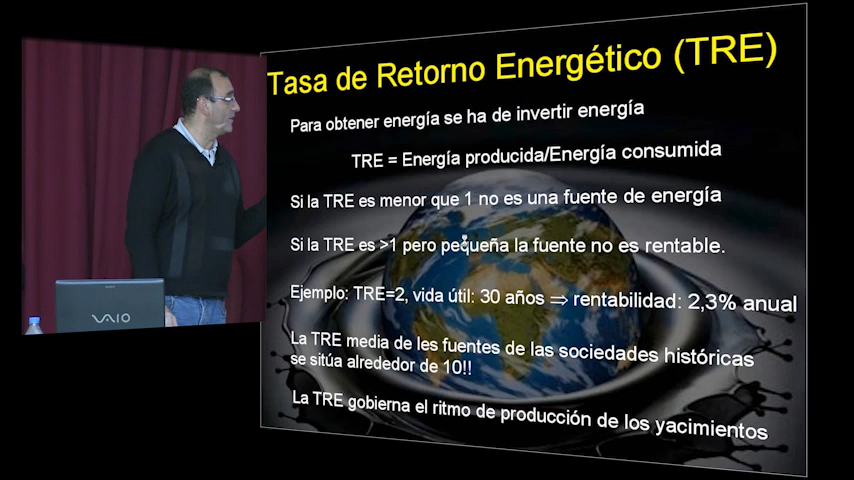 Tasa de Retorno Energético (TRE)
Para obtener energía se ha de invertir energía
TRE = Energía producida/Energía consumida
Si la TRE es menor que 1 no es una fuente de energía
Si la TRE es >1 pero pequeña la fuente no es rentable.
Ejemplo: TRE=2, vida útil: 30 años ⇒ rentabilidad: 2,3% anual
La TRE media de les fuentes de las sociedades históricas
se sitúa alrededor de 10!!
La TRE gobierna el ritmo de producción de los yacimientos
VAIO